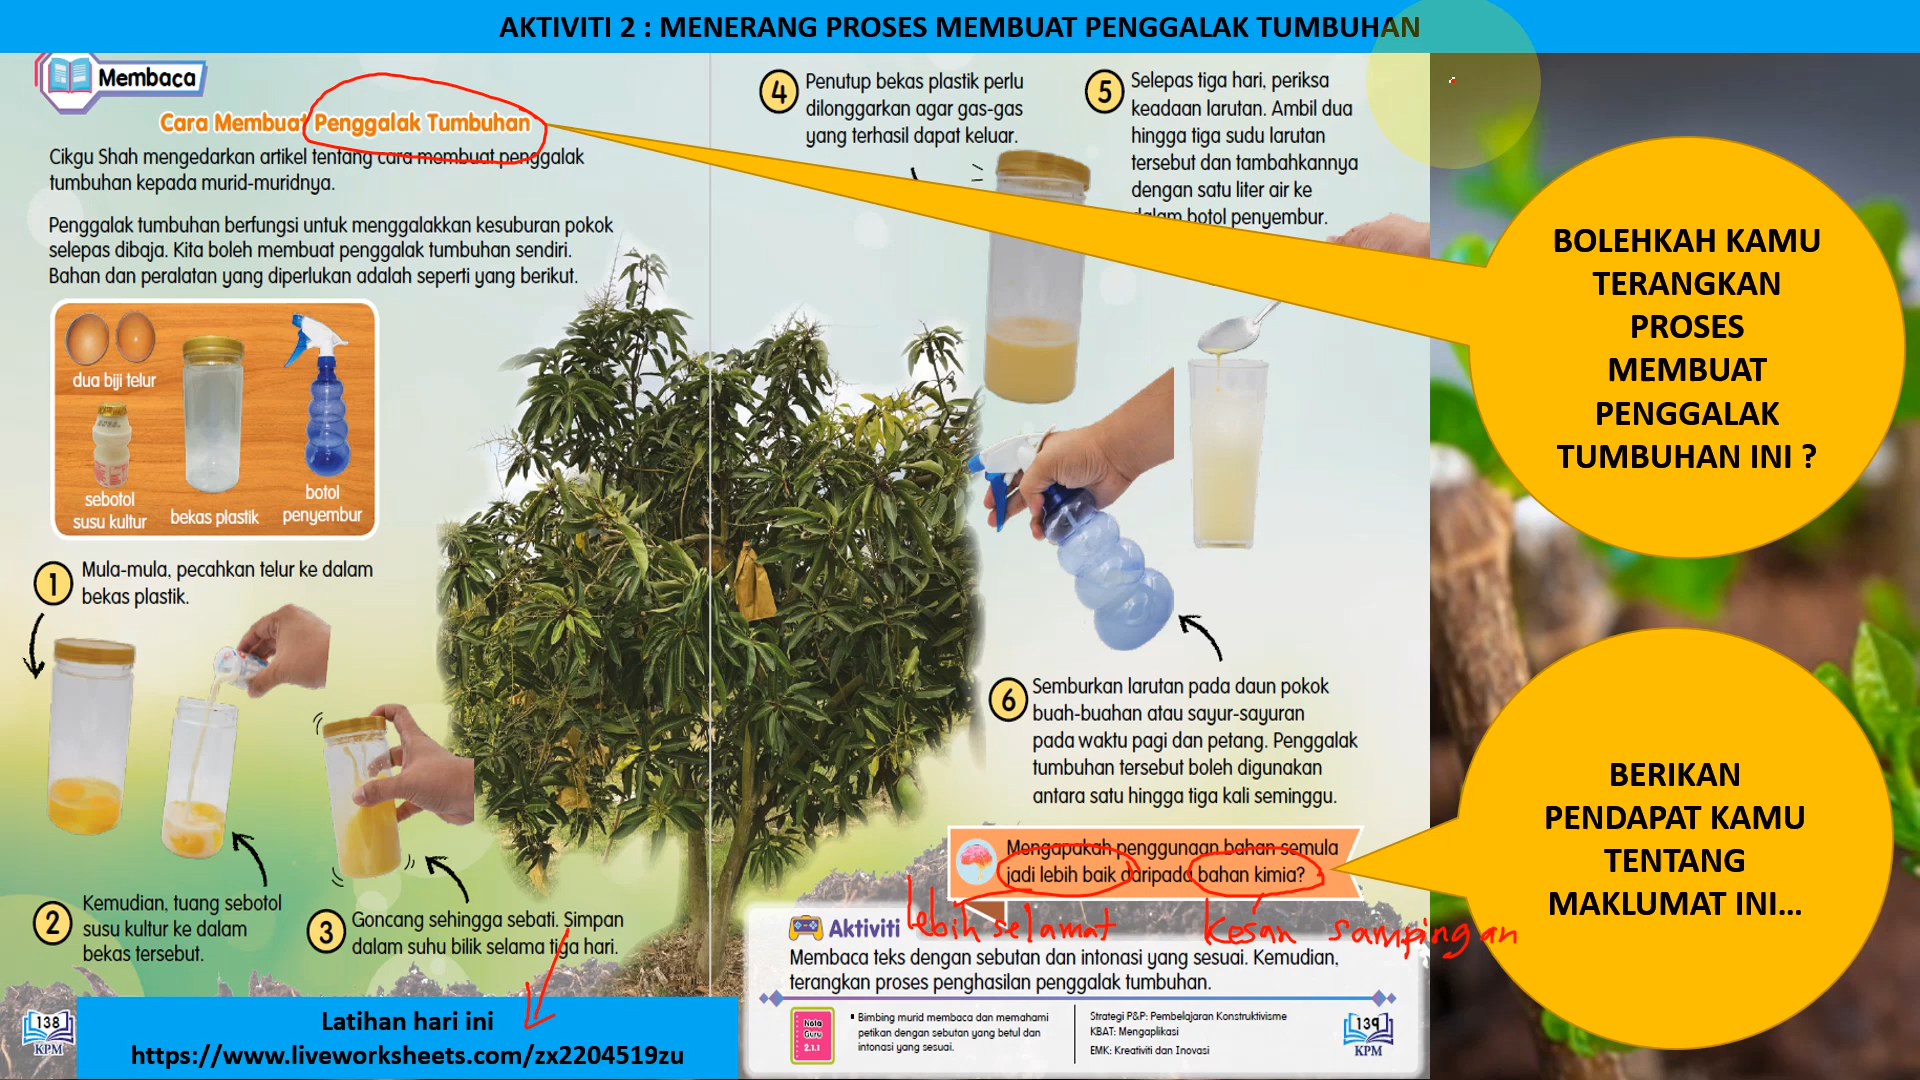 AKTIVITI 2 : MENERANG PROSES MEMBUAT PENGGALAK TUMBUHAN
Membaca
Cara Membuat Penggalak Tumbuhan
Cikgu Shah mengedarkan artikel tentang cara membuat penggalak
tumbuhan kepada murid-muridnya.
Penggalak tumbuhan berfungsi untuk menggalakkan kesuburan pokok
selepas dibaja. Kita boleh membuat penggalak tumbuhan sendiri.
Bahan dan peralatan yang diperlukan adalah seperti yang berikut.
dua biji telur
sebotol
susu kultur
bekas plastik
botol
penyembur
1
Mula-mula, pecahkan telur ke dalam
bekas plastik.
2
Kemudian, tuang sebotol
susu kultur ke dalam
bekas tersebut.
3
Goncang sehingga sebati. Simpan
dalam suhu bilik selama tiga hari.
Latihan hari ini
https://www.liveworksheets.com/zx2204519zu
138
KPM
4
Penutup bekas plastik perlu
dilonggarkan agar gas-gas
yang terhasil dapat keluar.
5
Selepas tiga hari, periksa
keadaan larutan. Ambil dua
hingga tiga sudu larutan
tersebut dan tambahkannya
dengan satu liter air ke
dalam botol penyembur.
6
Semburkan larutan pada daun pokok
buah-buahan atau sayur-sayuran
pada waktu pagi dan petang. Penggalak
tumbuhan tersebut boleh digunakan
antara satu hingga tiga kali seminggu.
Mengapakah penggunaan bahan semula
jadi lebih baik daripada bahan kimia?
lebih selamat
kesan sampingan
Aktiviti
Membaca teks dengan sebutan dan intonasi yang sesuai. Kemudian,
terangkan proses penghasilan penggalak tumbuhan.
Nota
Guru
2.1.1
Bimbing murid membaca dan memahami
petikan dengan sebutan yang betul dan
intonasi yang sesuai.
Strategi P&P: Pembelajaran Konstruktivisme
KBAT: Mengaplikasi
EMK: Kreativiti dan Inovasi
139
KPM
BOLEHKAH KAMU
TERANGKAN
PROSES
MEMBUAT
PENGGALAK
TUMBUHAN INI ?
BERIKAN
PENDAPAT KAMU
TENTANG
MAKLUMAT INI...